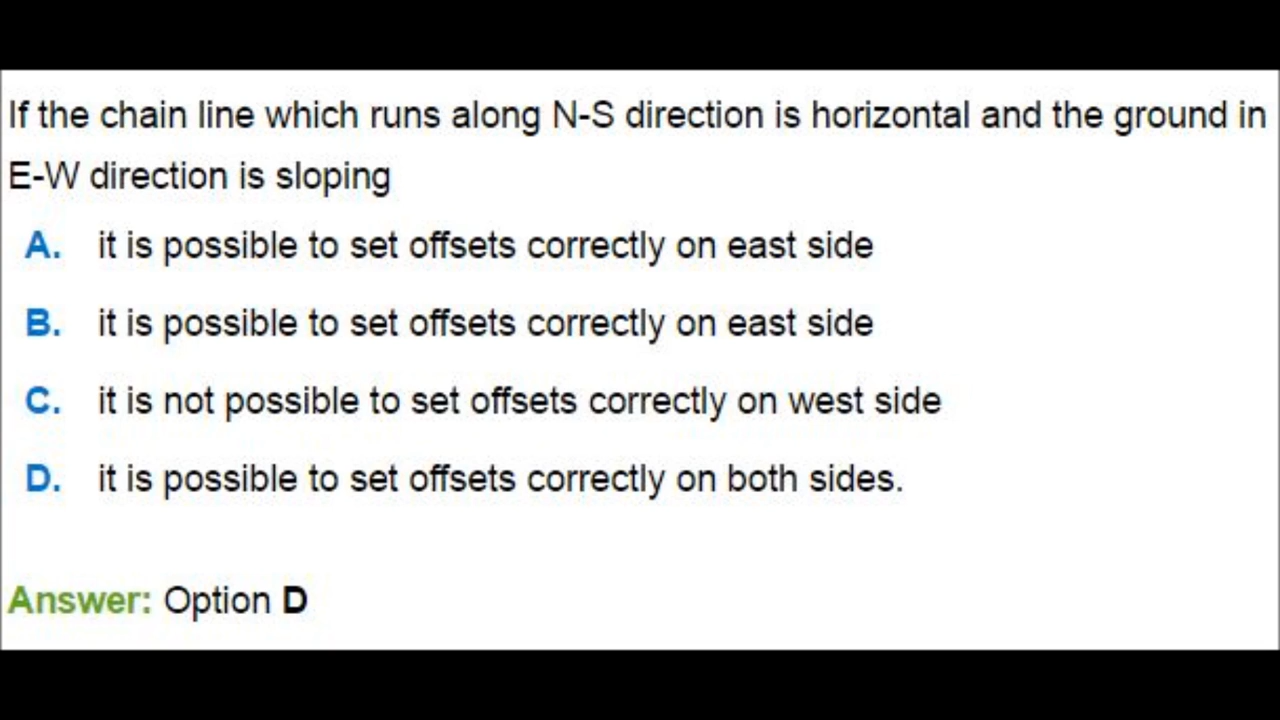 If the chain line which runs along N-S direction is horizontal and the ground in
E-W direction is sloping
A. it is possible to set offsets correctly on east side
B. it is possible to set offsets correctly on east side
C. it is not possible to set offsets correctly on west side
D. it is possible to set offsets correctly on both sides.
Answer: Option D